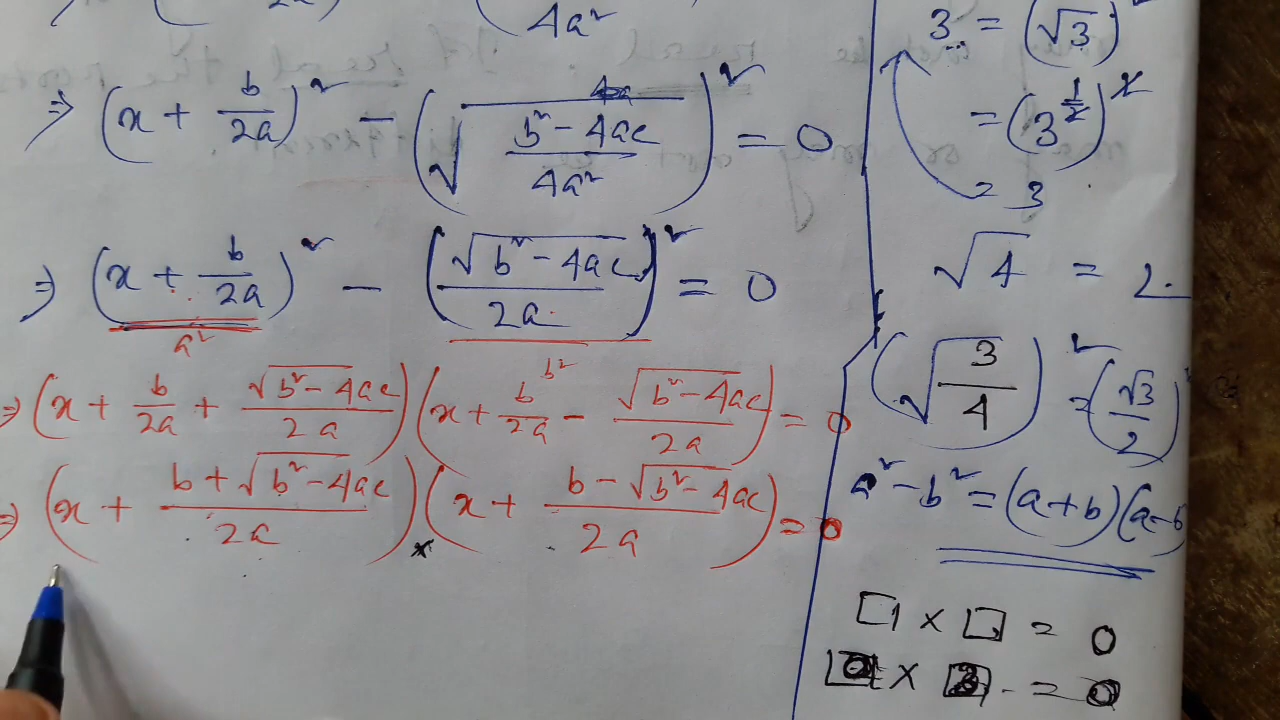 4a²
⇒ (x + b/2a)² − (√((b² − 4ac)/4a²))² = 0
⇒ (x + b/2a)² − (√(b² − 4ac)/2a)² = 0
a²
b²
⇒ (x + b/2a + √(b² − 4ac)/2a)(x + b/2a − √(b² − 4ac)/2a) = 0
⇒ (x + (b + √(b² − 4ac))/2a) × (x + (b − √(b² − 4ac))/2a) = 0
3 = (√3)²
= (3^(1/2))²
= 3
√4 = 2
(√(3/4))² = (√3/2)²
a² − b² = (a + b)(a − b
□ × □ = 0